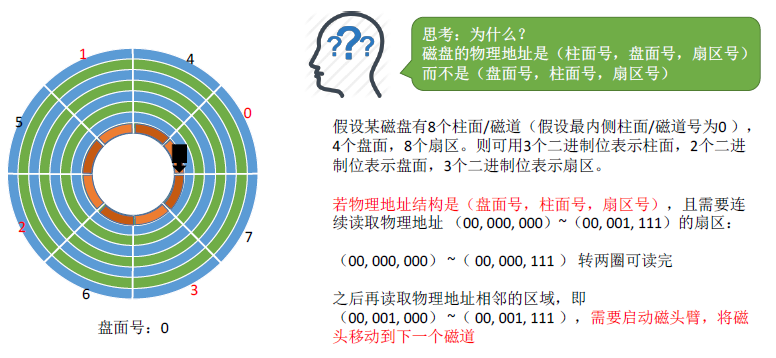 1
4
0
5
2
7
6
3
盘面号：0
???
思考：为什么？
磁盘的物理地址是（柱面号，盘面号，扇区号）
而不是（盘面号，柱面号，扇区号）
假设某磁盘有8个柱面/磁道（假设最内侧柱面/磁道号为0 ），
4个盘面，8个扇区。则可用3个二进制位表示柱面，2个二进
制位表示盘面，3个二进制位表示扇区。
若物理地址结构是（盘面号，柱面号，扇区号），且需要连
续读取物理地址 （00, 000, 000）~（00, 001, 111）的扇区：
（00, 000, 000） ~（ 00, 000, 111 ） 转两圈可读完
之后再读取物理地址相邻的区域，即
（00, 001, 000） ~（ 00, 001, 111 ），需要启动磁头臂，将磁
头移动到下一个磁道